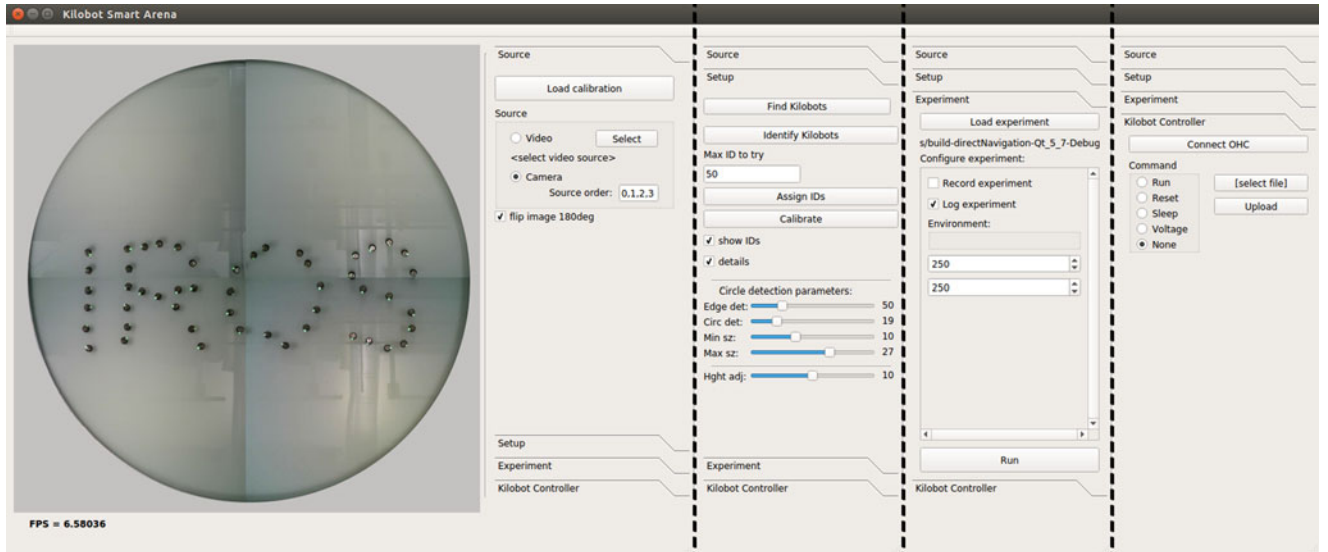 Kilobot Smart Arena
IROS
FPS = 6.58036
Source
Load calibration
Source
Video
Select
<select video source>
Camera
Source order: 0,1,2,3
flip image 180deg
Setup
Experiment
Kilobot Controller
Source
Setup
Find Kilobots
Identify Kilobots
Max ID to try
50
Assign IDs
Calibrate
show IDs
details
Circle detection parameters:
Edge det: 50
Circ det: 19
Min sz: 10
Max sz: 27
Hght adj: 10
Experiment
Kilobot Controller
Source
Setup
Experiment
Load experiment
s/build-directNavigation-Qt_5_7-Debug
Configure experiment:
Record experiment
Log experiment
Environment:
250
250
Run
Kilobot Controller
Source
Setup
Experiment
Kilobot Controller
Connect OHC
Command
Run
[select file]
Reset
Upload
Sleep
Voltage
None